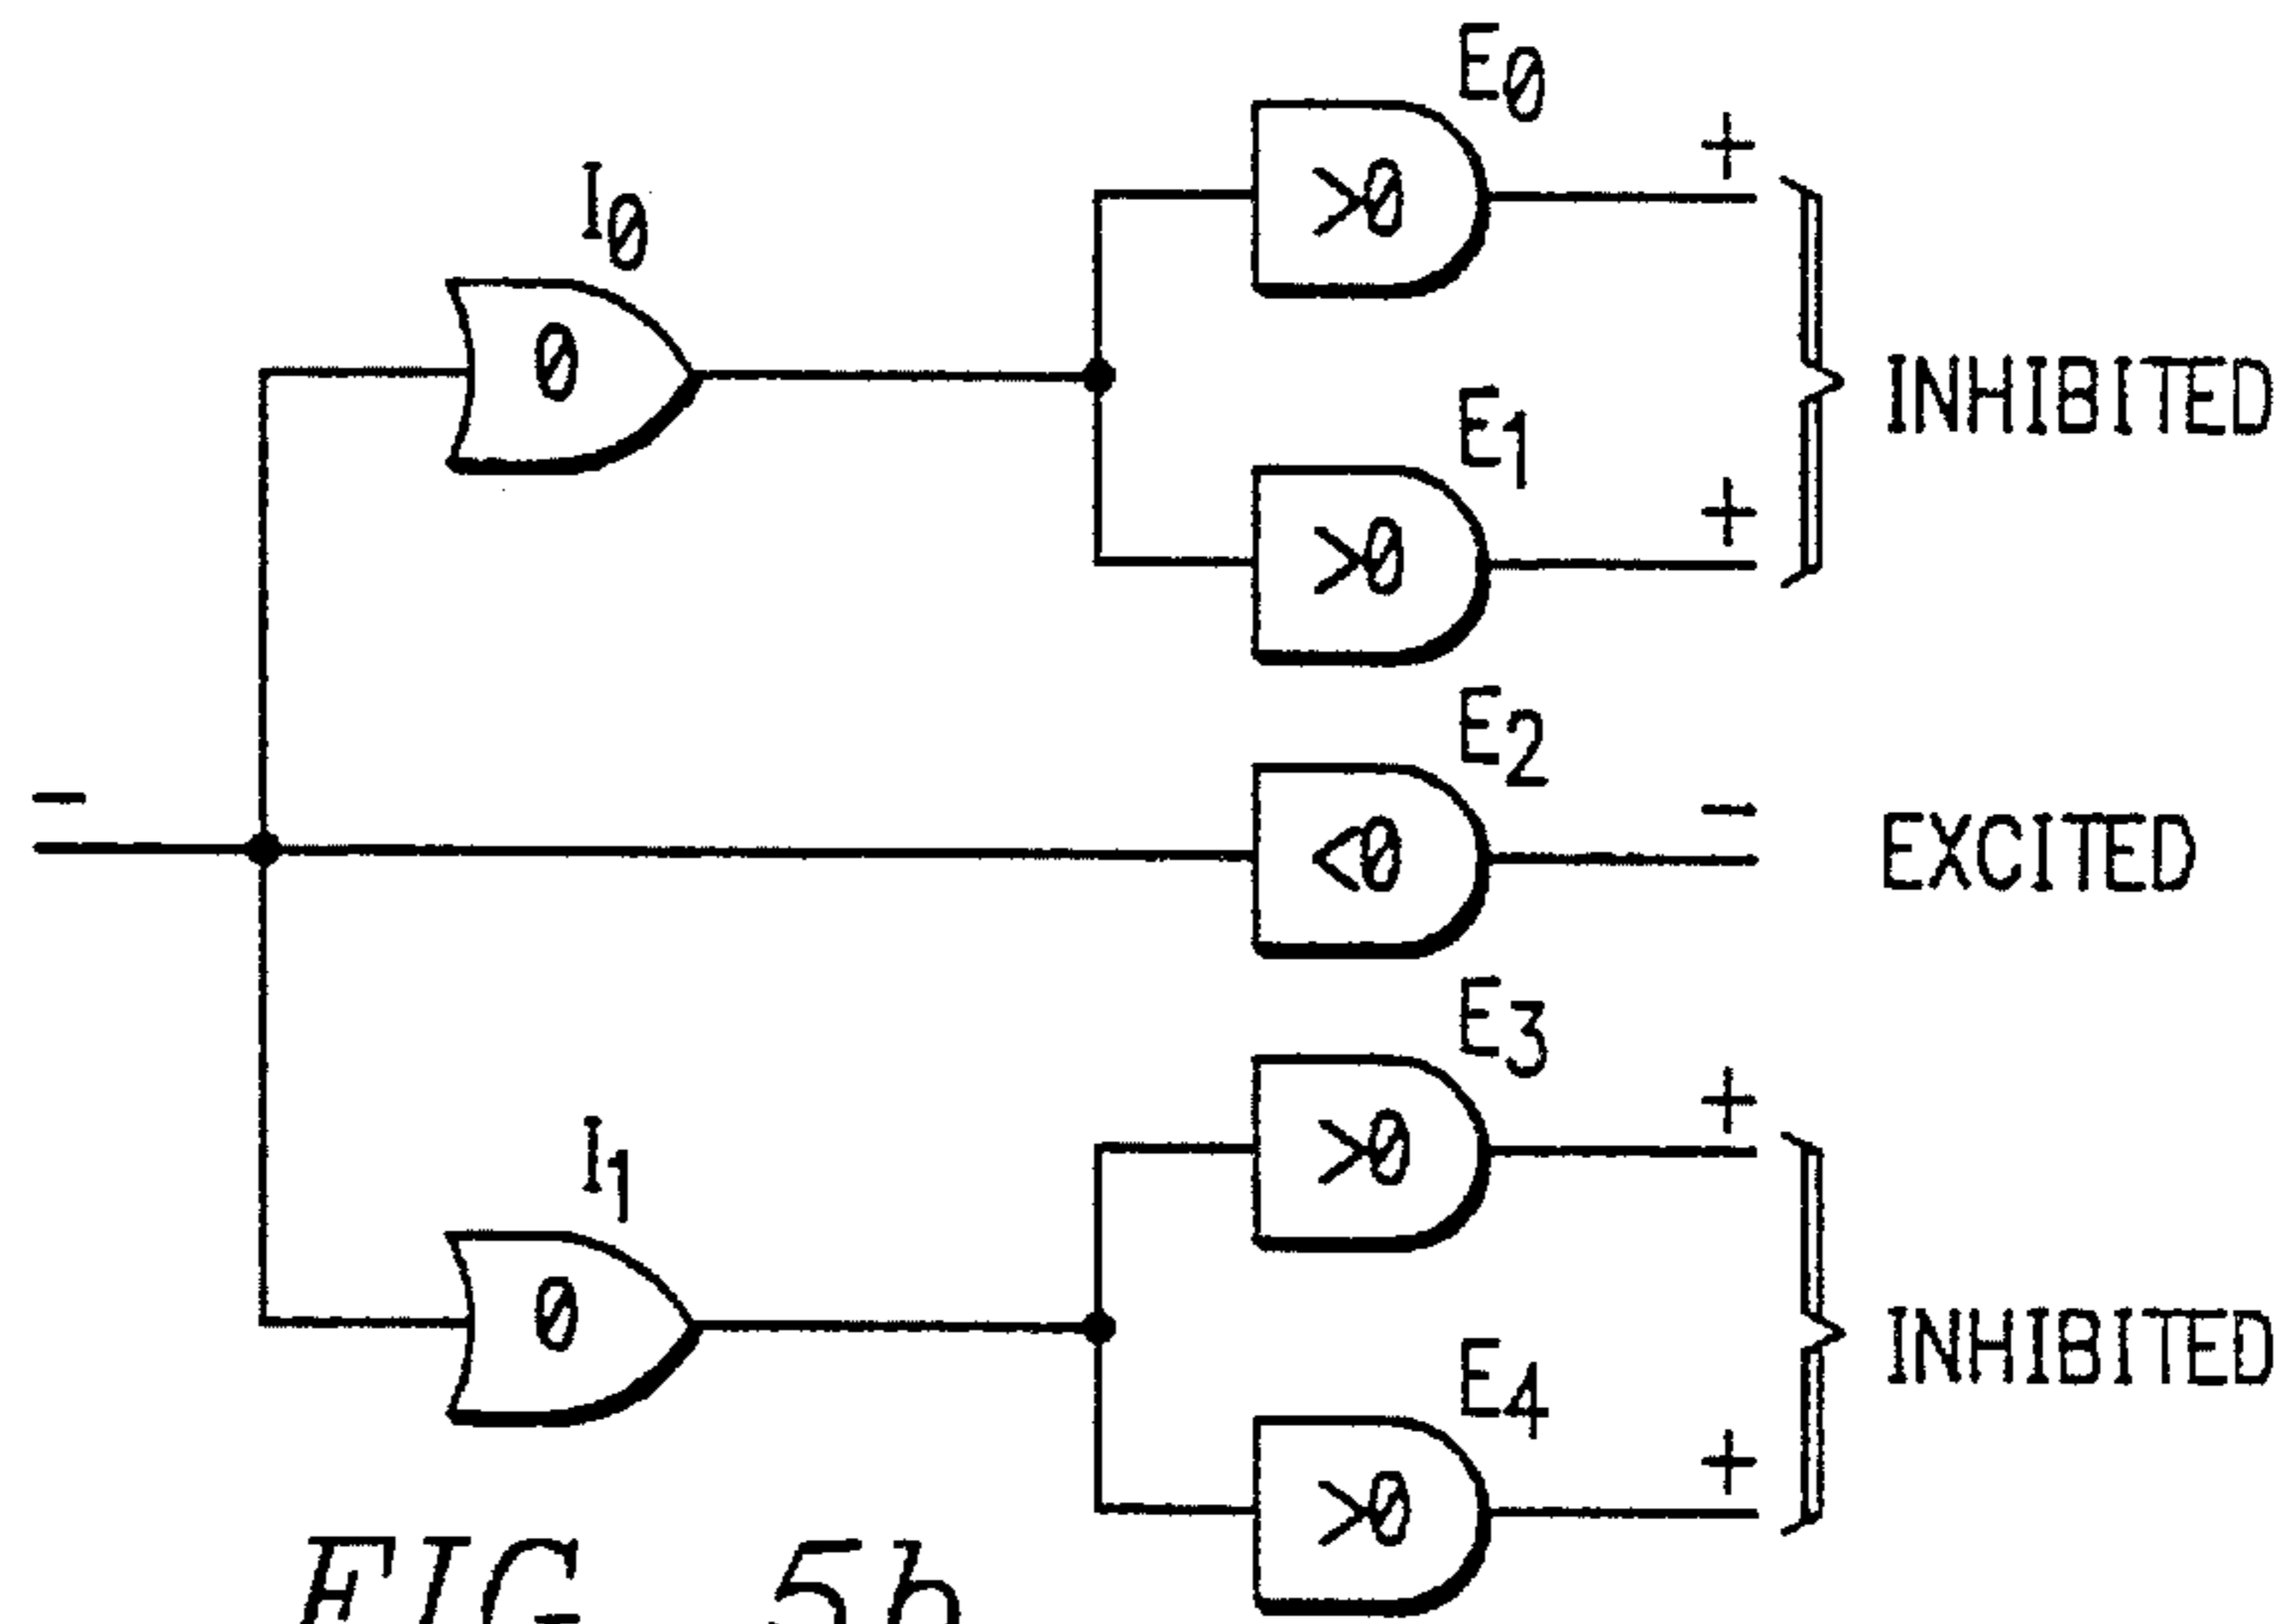 E0
+
>0
I0
0
INHIBITED
E1
+
>0
E2
-
-
<0
EXCITED
E3
+
>0
I1
0
INHIBITED
E4
+
>0
FIG. 5b